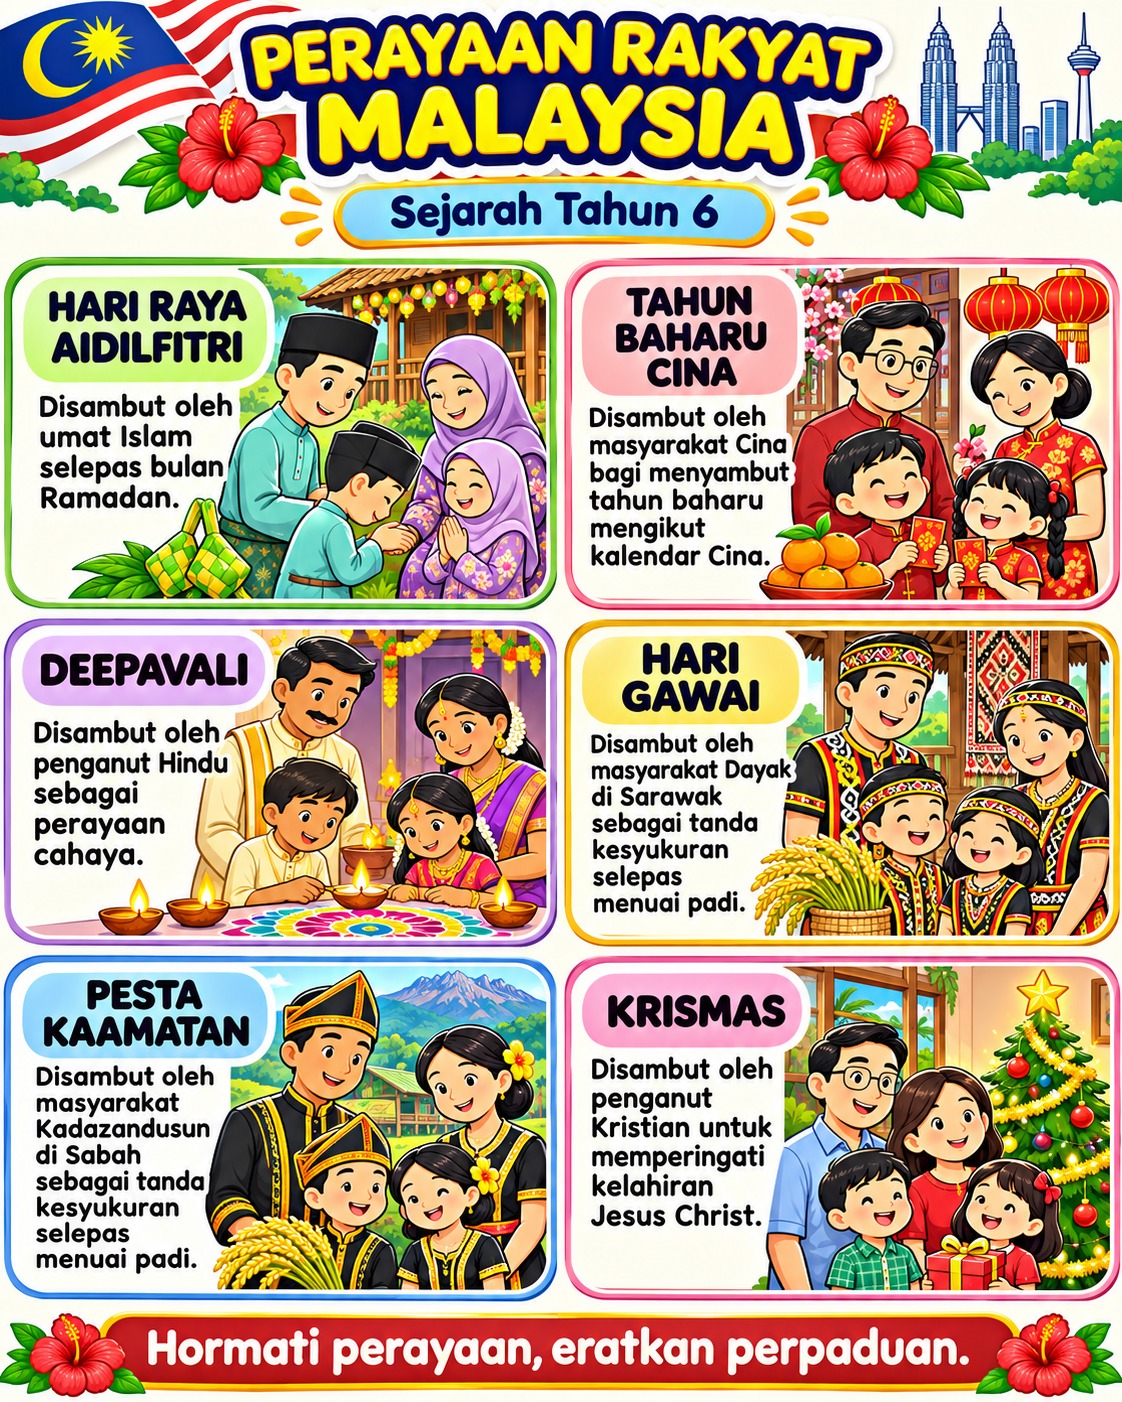 PERAYAAN RAKYAT
MALAYSIA
Sejarah Tahun 6
HARI RAYA
AIDILFITRI
Disambut oleh
umat Islam
selepas bulan
Ramadan.
TAHUN
BAHARU
CINA
Disambut oleh
masyarakat Cina
bagi menyambut
tahun baharu
mengikut
kalendar Cina.
DEEPAVALI
Disambut oleh
penganut Hindu
sebagai
perayaan
cahaya.
HARI
GAWAI
Disambut oleh
masyarakat Dayak
di Sarawak
sebagai tanda
kesyukuran
selepas
menuai padi.
PESTA
KAAMATAN
Disambut oleh
masyarakat
Kadazandusun
di Sabah
sebagai tanda
kesyukuran
selepas
menuai padi.
KRISMAS
Disambut oleh
penganut
Kristian untuk
memperingati
kelahiran
Jesus Christ.
Hormati perayaan, eratkan perpaduan.